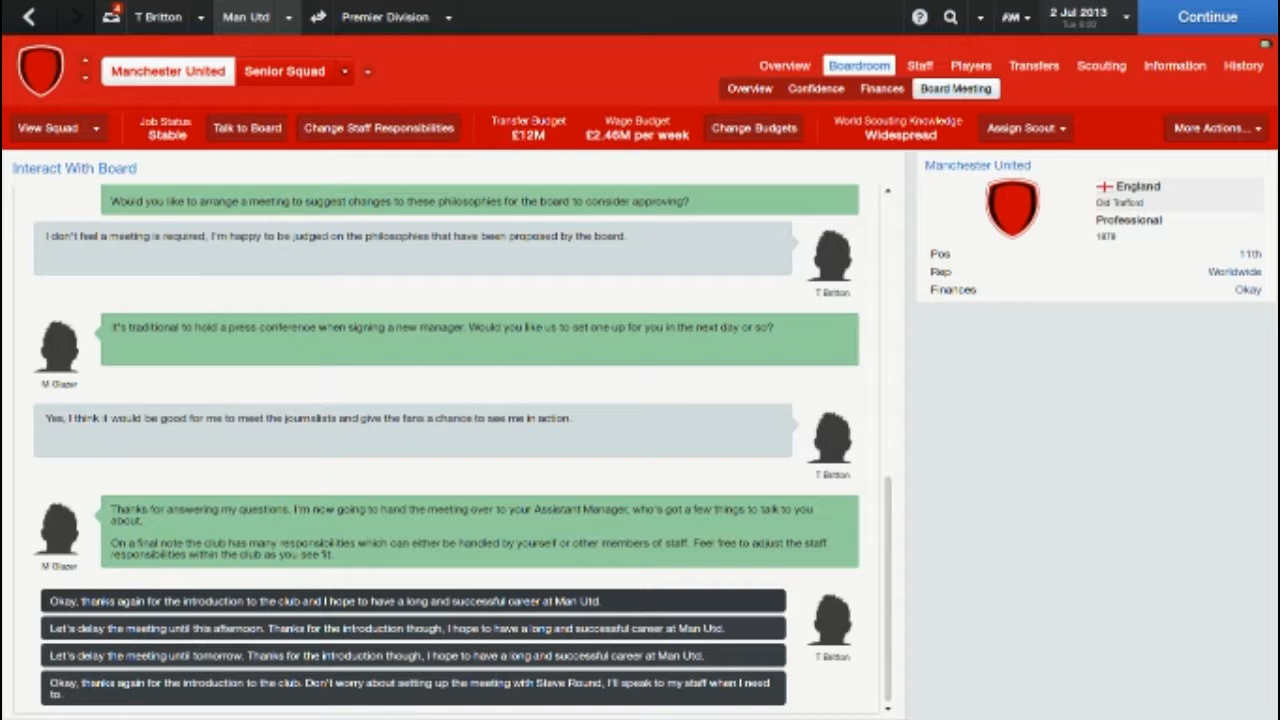 4
T Britton
Man Utd
Premier Division
?
FM
2 Jul 2013
Tue 9:00
Continue
Manchester United
Senior Squad
Overview
Boardroom
Staff
Players
Transfers
Scouting
Information
History
Overview
Confidence
Finances
Board Meeting
View Squad
Job Status
Stable
Talk to Board
Change Staff Responsibilities
Transfer Budget
£12M
Wage Budget
£2.46M per week
Change Budgets
World Scouting Knowledge
Widespread
Assign Scout
More Actions...
Interact With Board
Would you like to arrange a meeting to suggest changes to these philosophies for the board to consider approving?
I don't feel a meeting is required, I'm happy to be judged on the philosophies that have been proposed by the board.
T Britton
It's traditional to hold a press conference when signing a new manager. Would you like us to set one up for you in the next day or so?
M Glazer
Yes, I think it would be good for me to meet the journalists and give the fans a chance to see me in action.
T Britton
Thanks for answering my questions. I'm now going to hand the meeting over to your Assistant Manager, who's got a few things to talk to you
about.
On a final note the club has many responsibilities which can either be handled by yourself or other members of staff. Feel free to adjust the staff
responsibilities within the club as you see fit.
M Glazer
Okay, thanks again for the introduction to the club and I hope to have a long and successful career at Man Utd.
Let's delay the meeting until this afternoon. Thanks for the introduction though, I hope to have a long and successful career at Man Utd.
Let's delay the meeting until tomorrow. Thanks for the introduction though, I hope to have a long and successful career at Man Utd.
Okay, thanks again for the introduction to the club. Don't worry about setting up the meeting with Steve Round, I'll speak to my staff when I need
to.
T Britton
Manchester United
England
Old Trafford
Professional
1878
Pos
11th
Rep
Worldwide
Finances
Okay